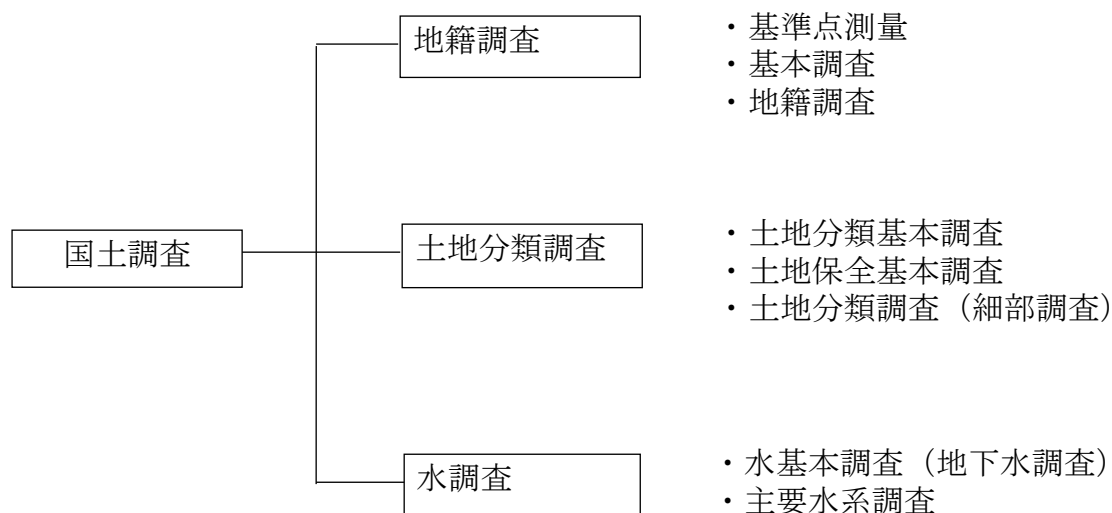 地籍調査
・基準点測量
・基本調査
・地籍調査
国土調査
土地分類調査
・土地分類基本調査
・土地保全基本調査
・土地分類調査（細部調査）
水調査
・水基本調査（地下水調査）
・主要水系調査